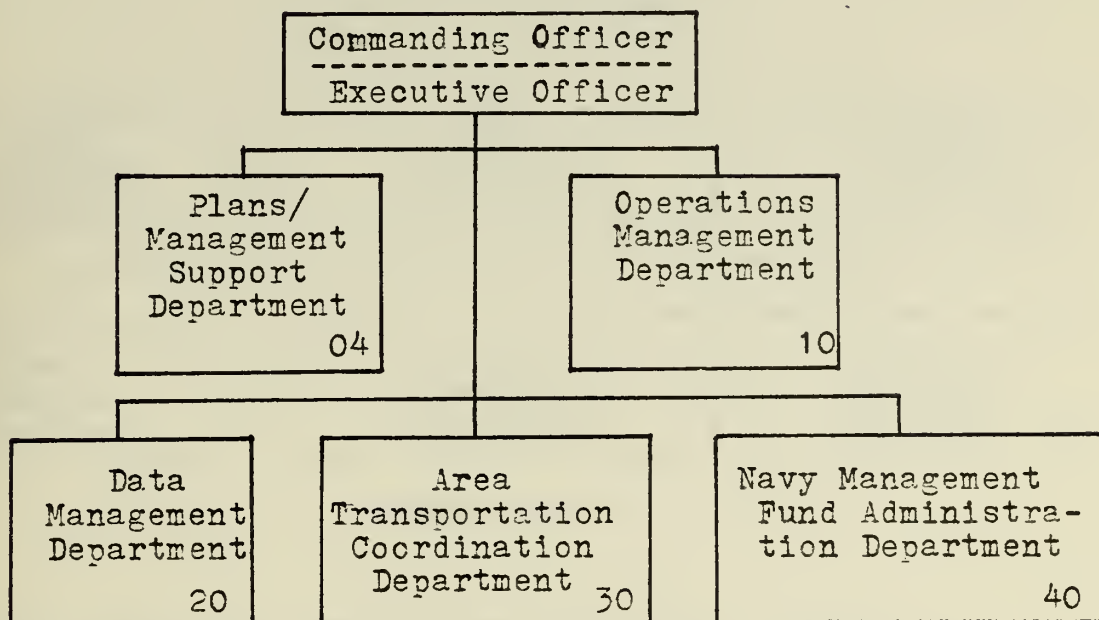 Commanding Officer
Executive Officer
Plans/
Management
Support
Department
04
Operations
Management
Department
10
Data
Management
Department
20
Area
Transportation
Coordination
Department
30
Navy Management
Fund Administra-
tion Department
40